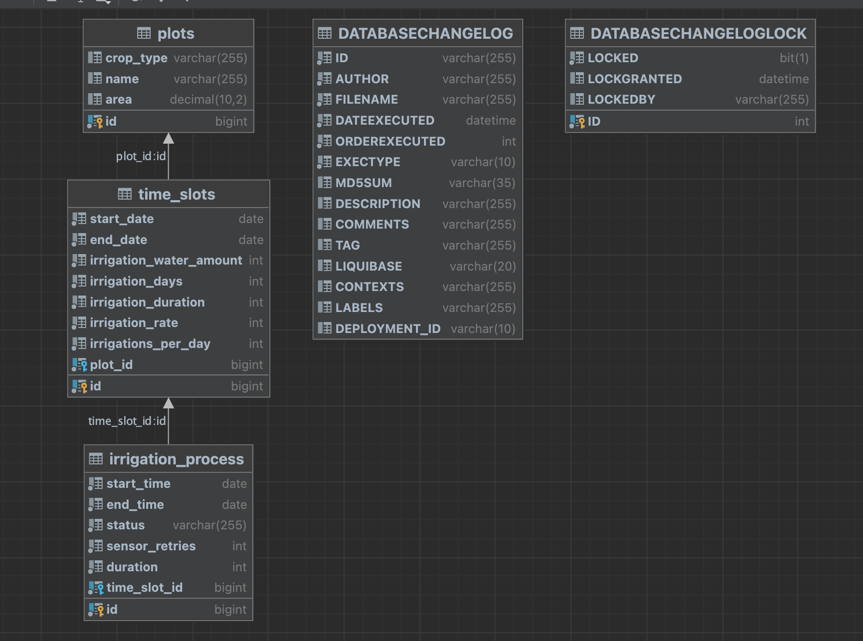 plots
crop_type varchar(255)
name varchar(255)
area decimal(10,2)
id bigint
plot_id:id
time_slots
start_date date
end_date date
irrigation_water_amount int
irrigation_days int
irrigation_duration int
irrigation_rate int
irrigations_per_day int
plot_id bigint
id bigint
time_slot_id:id
irrigation_process
start_time date
end_time date
status varchar(255)
sensor_retries int
duration int
time_slot_id bigint
id bigint
DATABASECHANGELOG
ID varchar(255)
AUTHOR varchar(255)
FILENAME varchar(255)
DATEEXECUTED datetime
ORDEREXECUTED int
EXECTYPE varchar(10)
MD5SUM varchar(35)
DESCRIPTION varchar(255)
COMMENTS varchar(255)
TAG varchar(255)
LIQUIBASE varchar(20)
CONTEXTS varchar(255)
LABELS varchar(255)
DEPLOYMENT_ID varchar(10)
DATABASECHANGELOGLOCK
LOCKED bit(1)
LOCKGRANTED datetime
LOCKEDBY varchar(255)
ID int